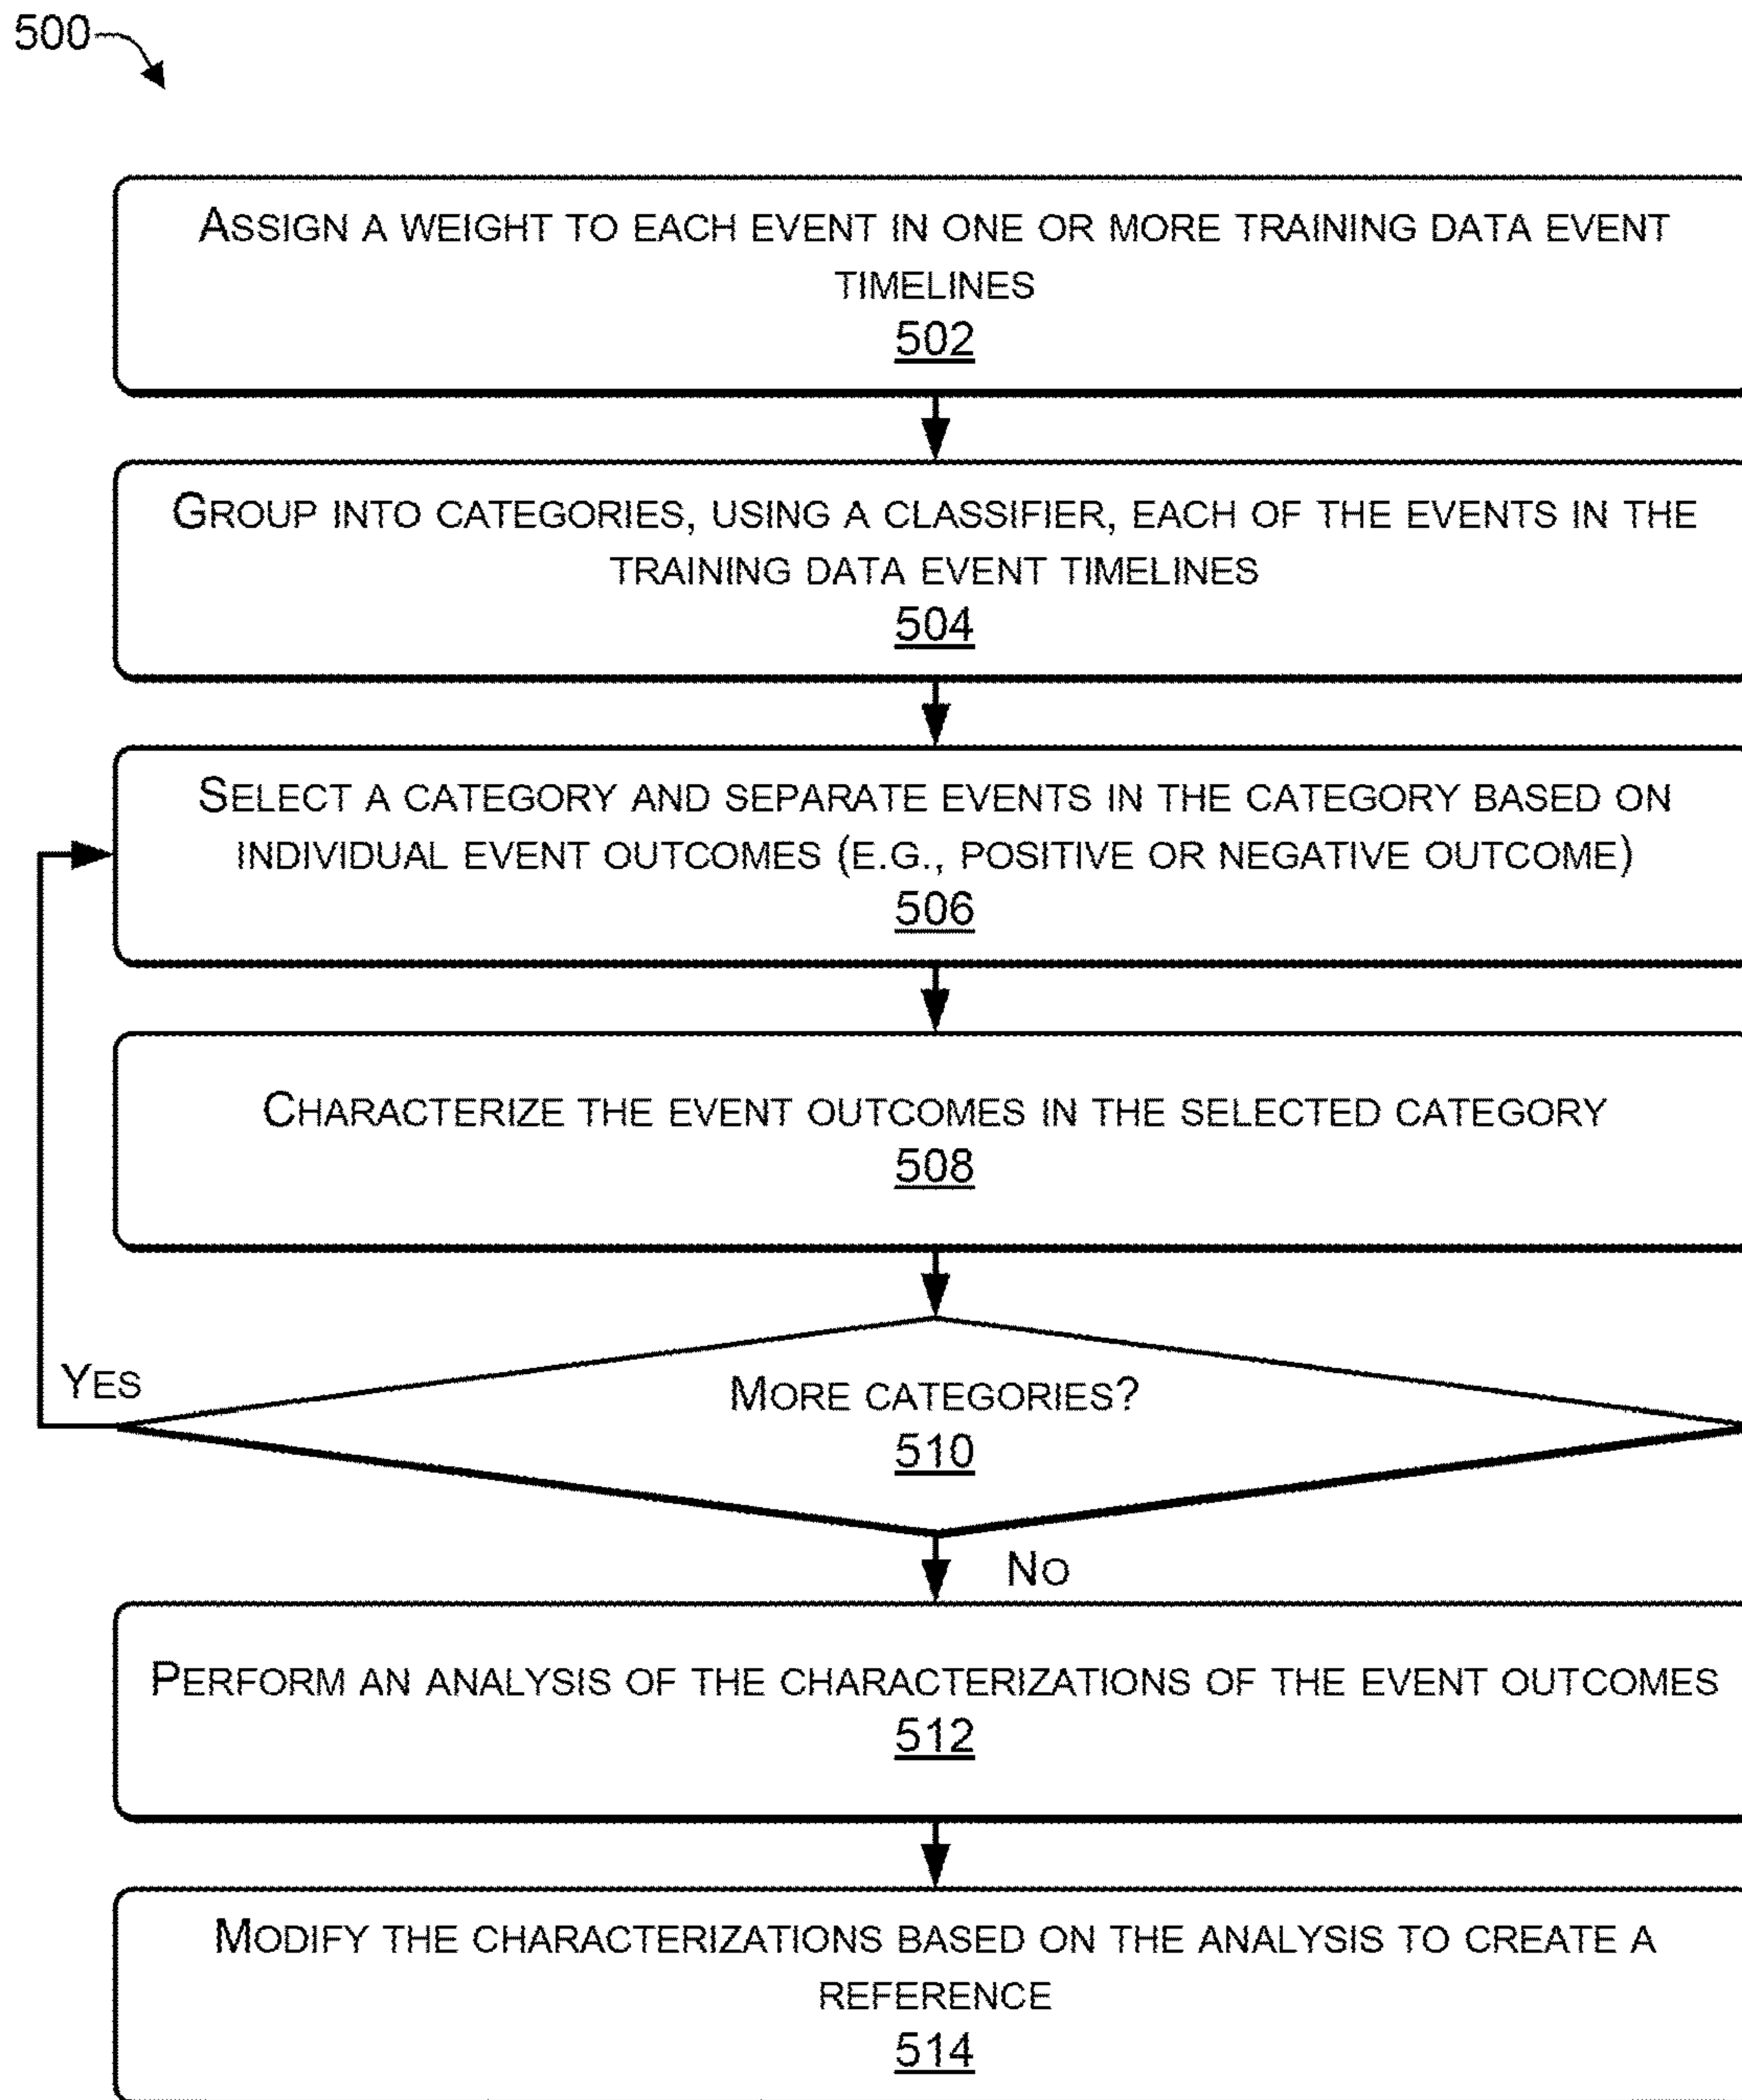 500
ASSIGN A WEIGHT TO EACH EVENT IN ONE OR MORE TRAINING DATA EVENT
TIMELINES
502
GROUP INTO CATEGORIES, USING A CLASSIFIER, EACH OF THE EVENTS IN THE
TRAINING DATA EVENT TIMELINES
504
SELECT A CATEGORY AND SEPARATE EVENTS IN THE CATEGORY BASED ON
INDIVIDUAL EVENT OUTCOMES (E.G., POSITIVE OR NEGATIVE OUTCOME)
506
CHARACTERIZE THE EVENT OUTCOMES IN THE SELECTED CATEGORY
508
YES
MORE CATEGORIES?
510
NO
PERFORM AN ANALYSIS OF THE CHARACTERIZATIONS OF THE EVENT OUTCOMES
512
MODIFY THE CHARACTERIZATIONS BASED ON THE ANALYSIS TO CREATE A
REFERENCE
514